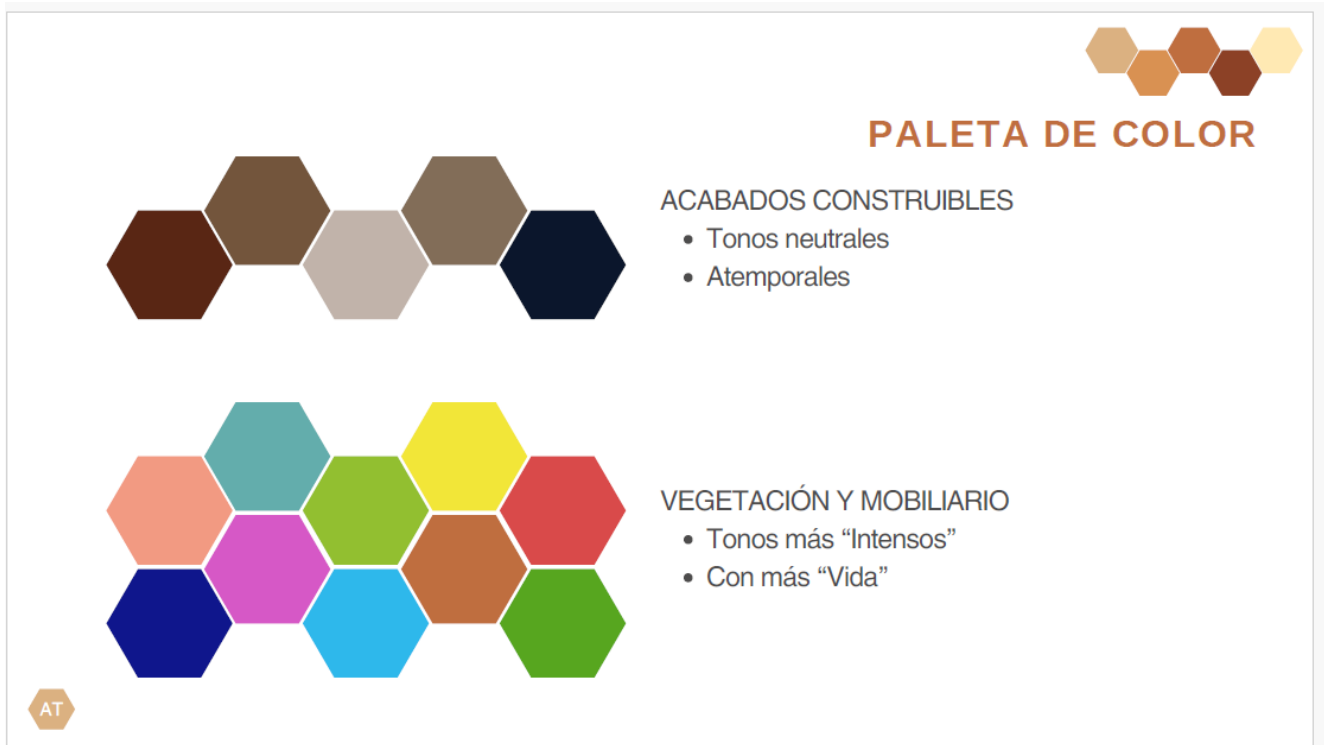 PALETA DE COLOR
ACABADOS CONSTRUIBLES
• Tonos neutrales
• Atemporales
VEGETACIÓN Y MOBILIARIO
• Tonos más “Intensos”
• Con más “Vida”
AT